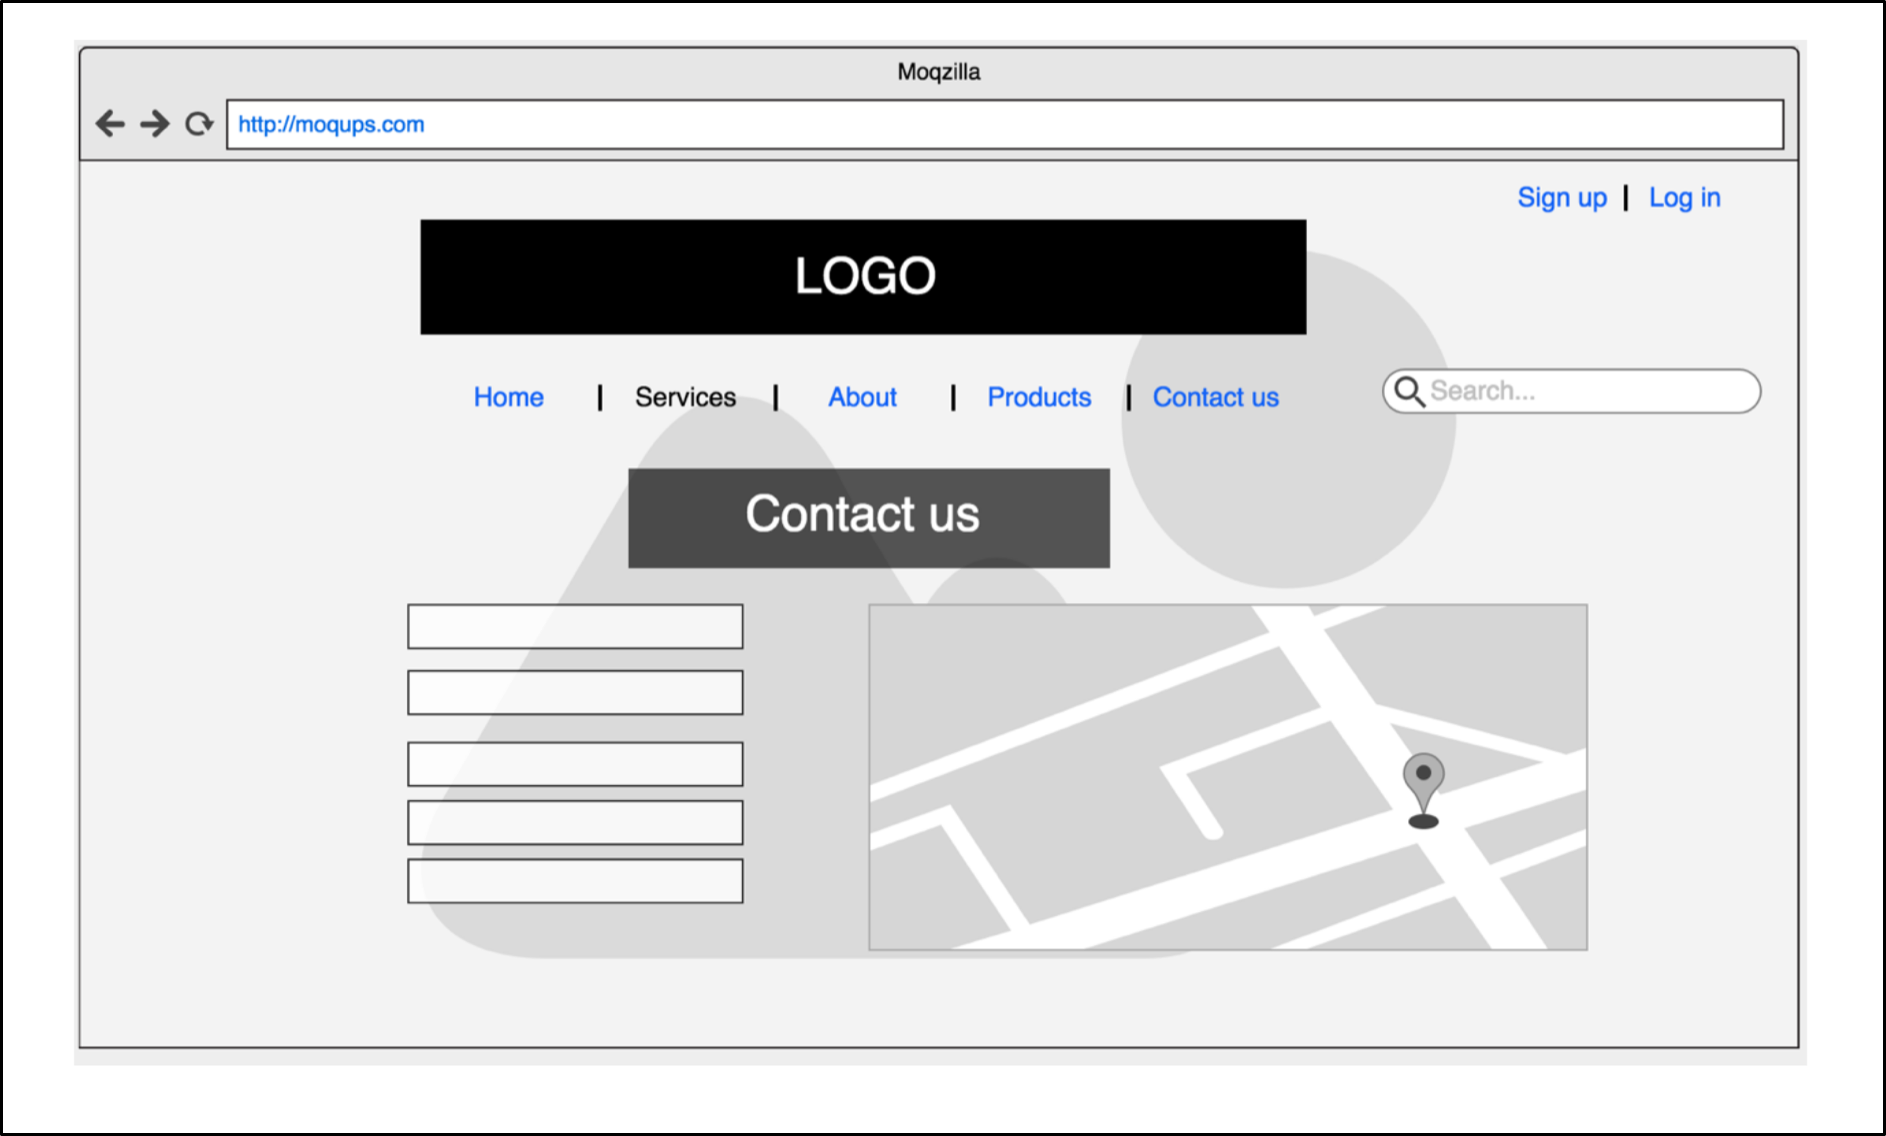 Moqzilla
http://moqups.com
Sign up | Log in
LOGO
Home | Services | About | Products | Contact us
Search...
Contact us